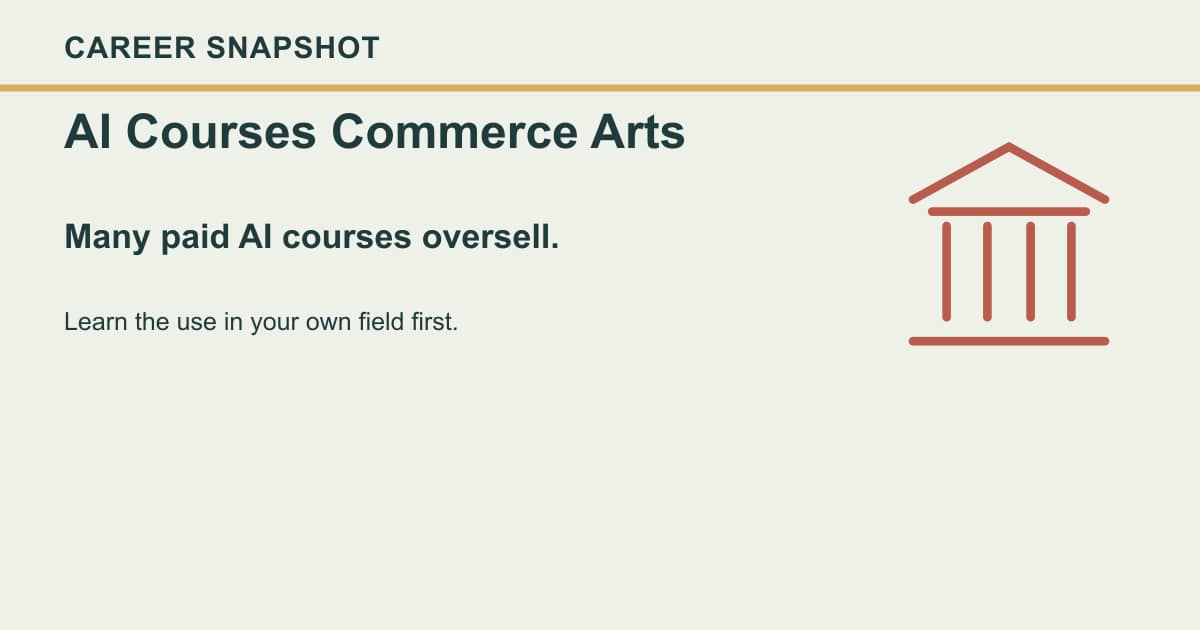 CAREER SNAPSHOT
AI Courses Commerce Arts
Many paid AI courses oversell.
Learn the use in your own field first.